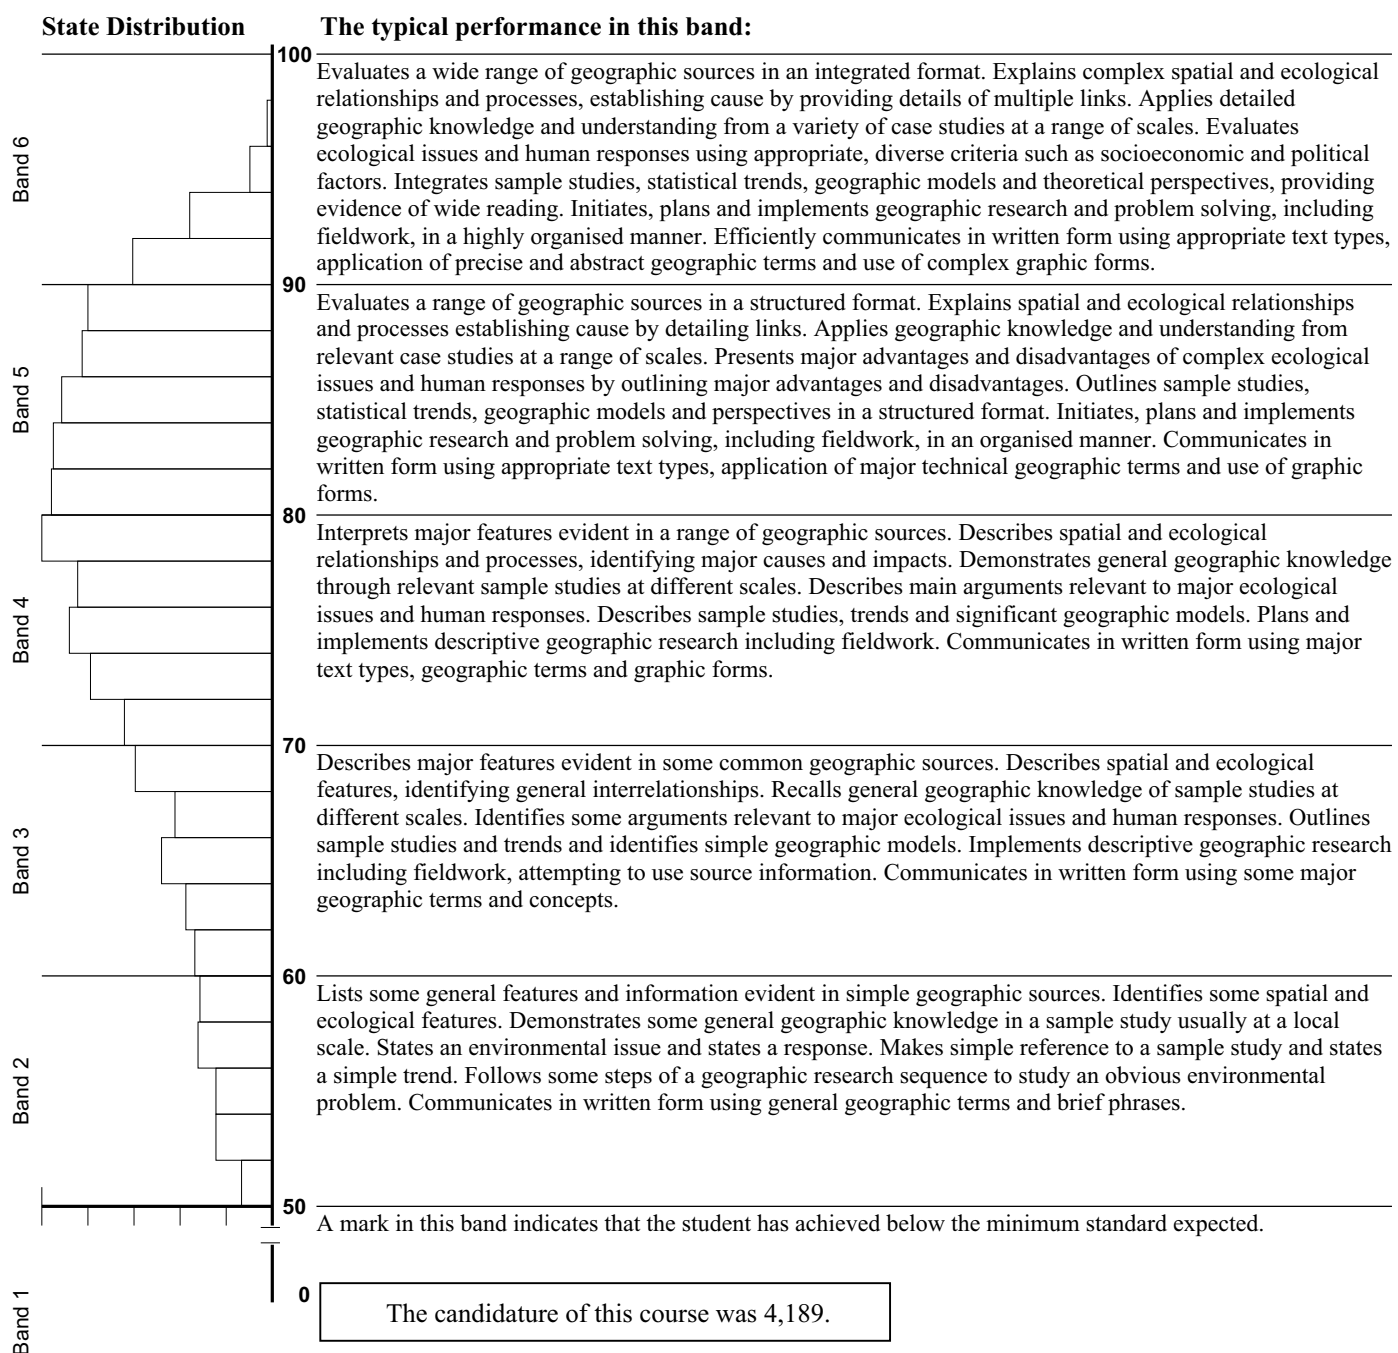 State Distribution
The typical performance in this band:
100
Band 6
Evaluates a wide range of geographic sources in an integrated format. Explains complex spatial and ecological
relationships and processes, establishing cause by providing details of multiple links. Applies detailed
geographic knowledge and understanding from a variety of case studies at a range of scales. Evaluates
ecological issues and human responses using appropriate, diverse criteria such as socioeconomic and political
factors. Integrates sample studies, statistical trends, geographic models and theoretical perspectives, providing
evidence of wide reading. Initiates, plans and implements geographic research and problem solving, including
fieldwork, in a highly organised manner. Efficiently communicates in written form using appropriate text types,
application of precise and abstract geographic terms and use of complex graphic forms.
90
Band 5
Evaluates a range of geographic sources in a structured format. Explains spatial and ecological relationships
and processes establishing cause by detailing links. Applies geographic knowledge and understanding from
relevant case studies at a range of scales. Presents major advantages and disadvantages of complex ecological
issues and human responses by outlining major advantages and disadvantages. Outlines sample studies,
statistical trends, geographic models and perspectives in a structured format. Initiates, plans and implements
geographic research and problem solving, including fieldwork, in an organised manner. Communicates in
written form using appropriate text types, application of major technical geographic terms and use of graphic
forms.
80
Band 4
Interprets major features evident in a range of geographic sources. Describes spatial and ecological
relationships and processes, identifying major causes and impacts. Demonstrates general geographic knowledge
through relevant sample studies at different scales. Describes main arguments relevant to major ecological
issues and human responses. Describes sample studies, trends and significant geographic models. Plans and
implements descriptive geographic research including fieldwork. Communicates in written form using major
text types, geographic terms and graphic forms.
70
Band 3
Describes major features evident in some common geographic sources. Describes spatial and ecological
features, identifying general interrelationships. Recalls general geographic knowledge of sample studies at
different scales. Identifies some arguments relevant to major ecological issues and human responses. Outlines
sample studies and trends and identifies simple geographic models. Implements descriptive geographic research
including fieldwork, attempting to use source information. Communicates in written form using some major
geographic terms and concepts.
60
Band 2
Lists some general features and information evident in simple geographic sources. Identifies some spatial and
ecological features. Demonstrates some general geographic knowledge in a sample study usually at a local
scale. States an environmental issue and states a response. Makes simple reference to a sample study and states
a simple trend. Follows some steps of a geographic research sequence to study an obvious environmental
problem. Communicates in written form using general geographic terms and brief phrases.
50
A mark in this band indicates that the student has achieved below the minimum standard expected.
Band 1
0
The candidature of this course was 4,189.